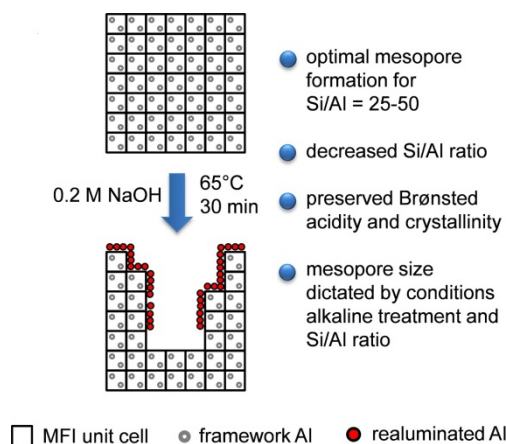 optimal mesopore
formation for
Si/Al = 25-50
decreased Si/Al ratio
0.2 M NaOH
65°C
30 min
preserved Brønsted
acidity and crystallinity
mesopore size
dictated by conditions
alkaline treatment and
Si/Al ratio
MFI unit cell
framework Al
realuminated Al